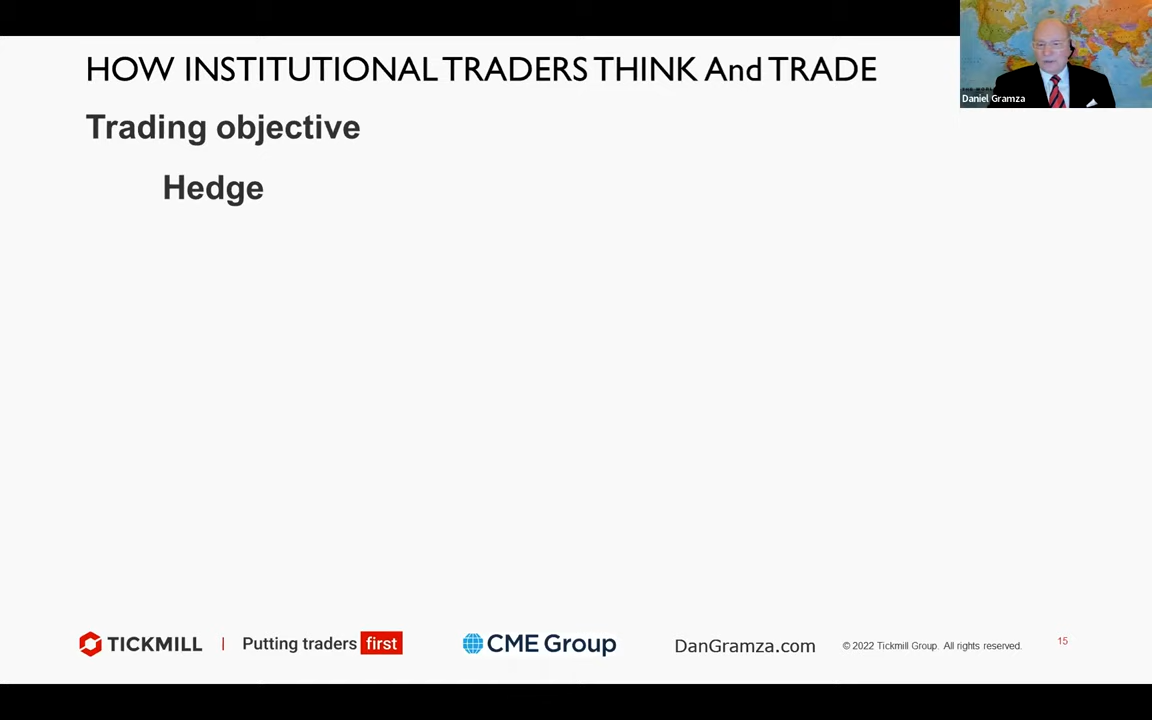 HOW INSTITUTIONAL TRADERS THINK And TRADE
Daniel Gramza
Trading objective
Hedge
TICKMILL | Putting traders first CME Group DanGramza.com © 2022 Tickmill Group. All rights reserved. 15